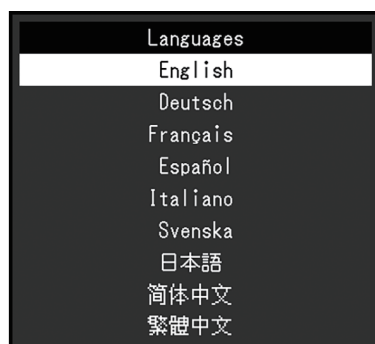 Languages
English
Deutsch
Français
Español
Italiano
Svenska
日本語
简体中文
繁體中文